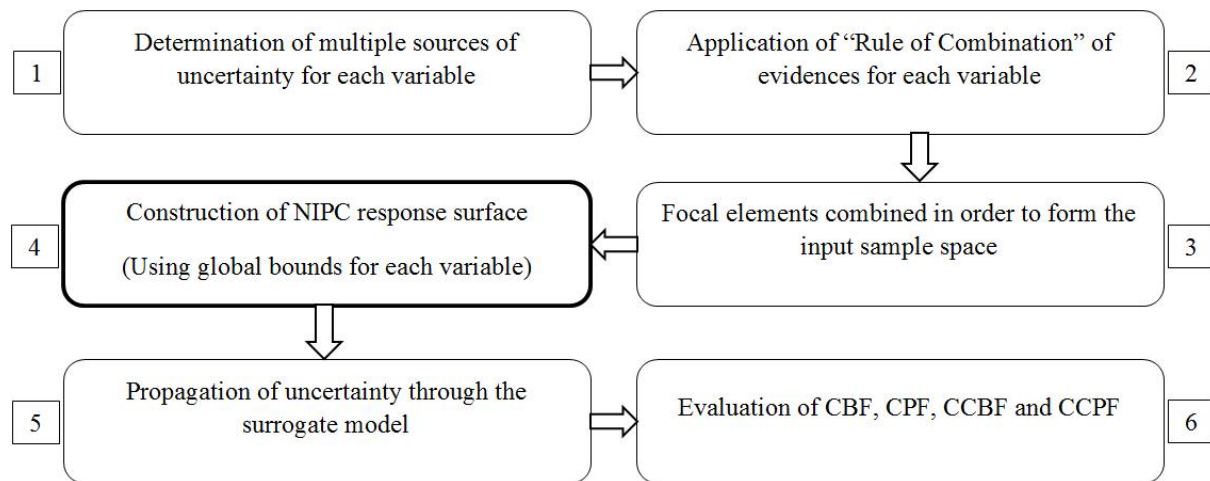 1
Determination of multiple sources of
uncertainty for each variable
Application of “Rule of Combination” of
evidences for each variable
2
4
Construction of NIPC response surface
(Using global bounds for each variable)
Focal elements combined in order to form the
input sample space
3
5
Propagation of uncertainty through the
surrogate model
Evaluation of CBF, CPF, CCBF and CCPF
6